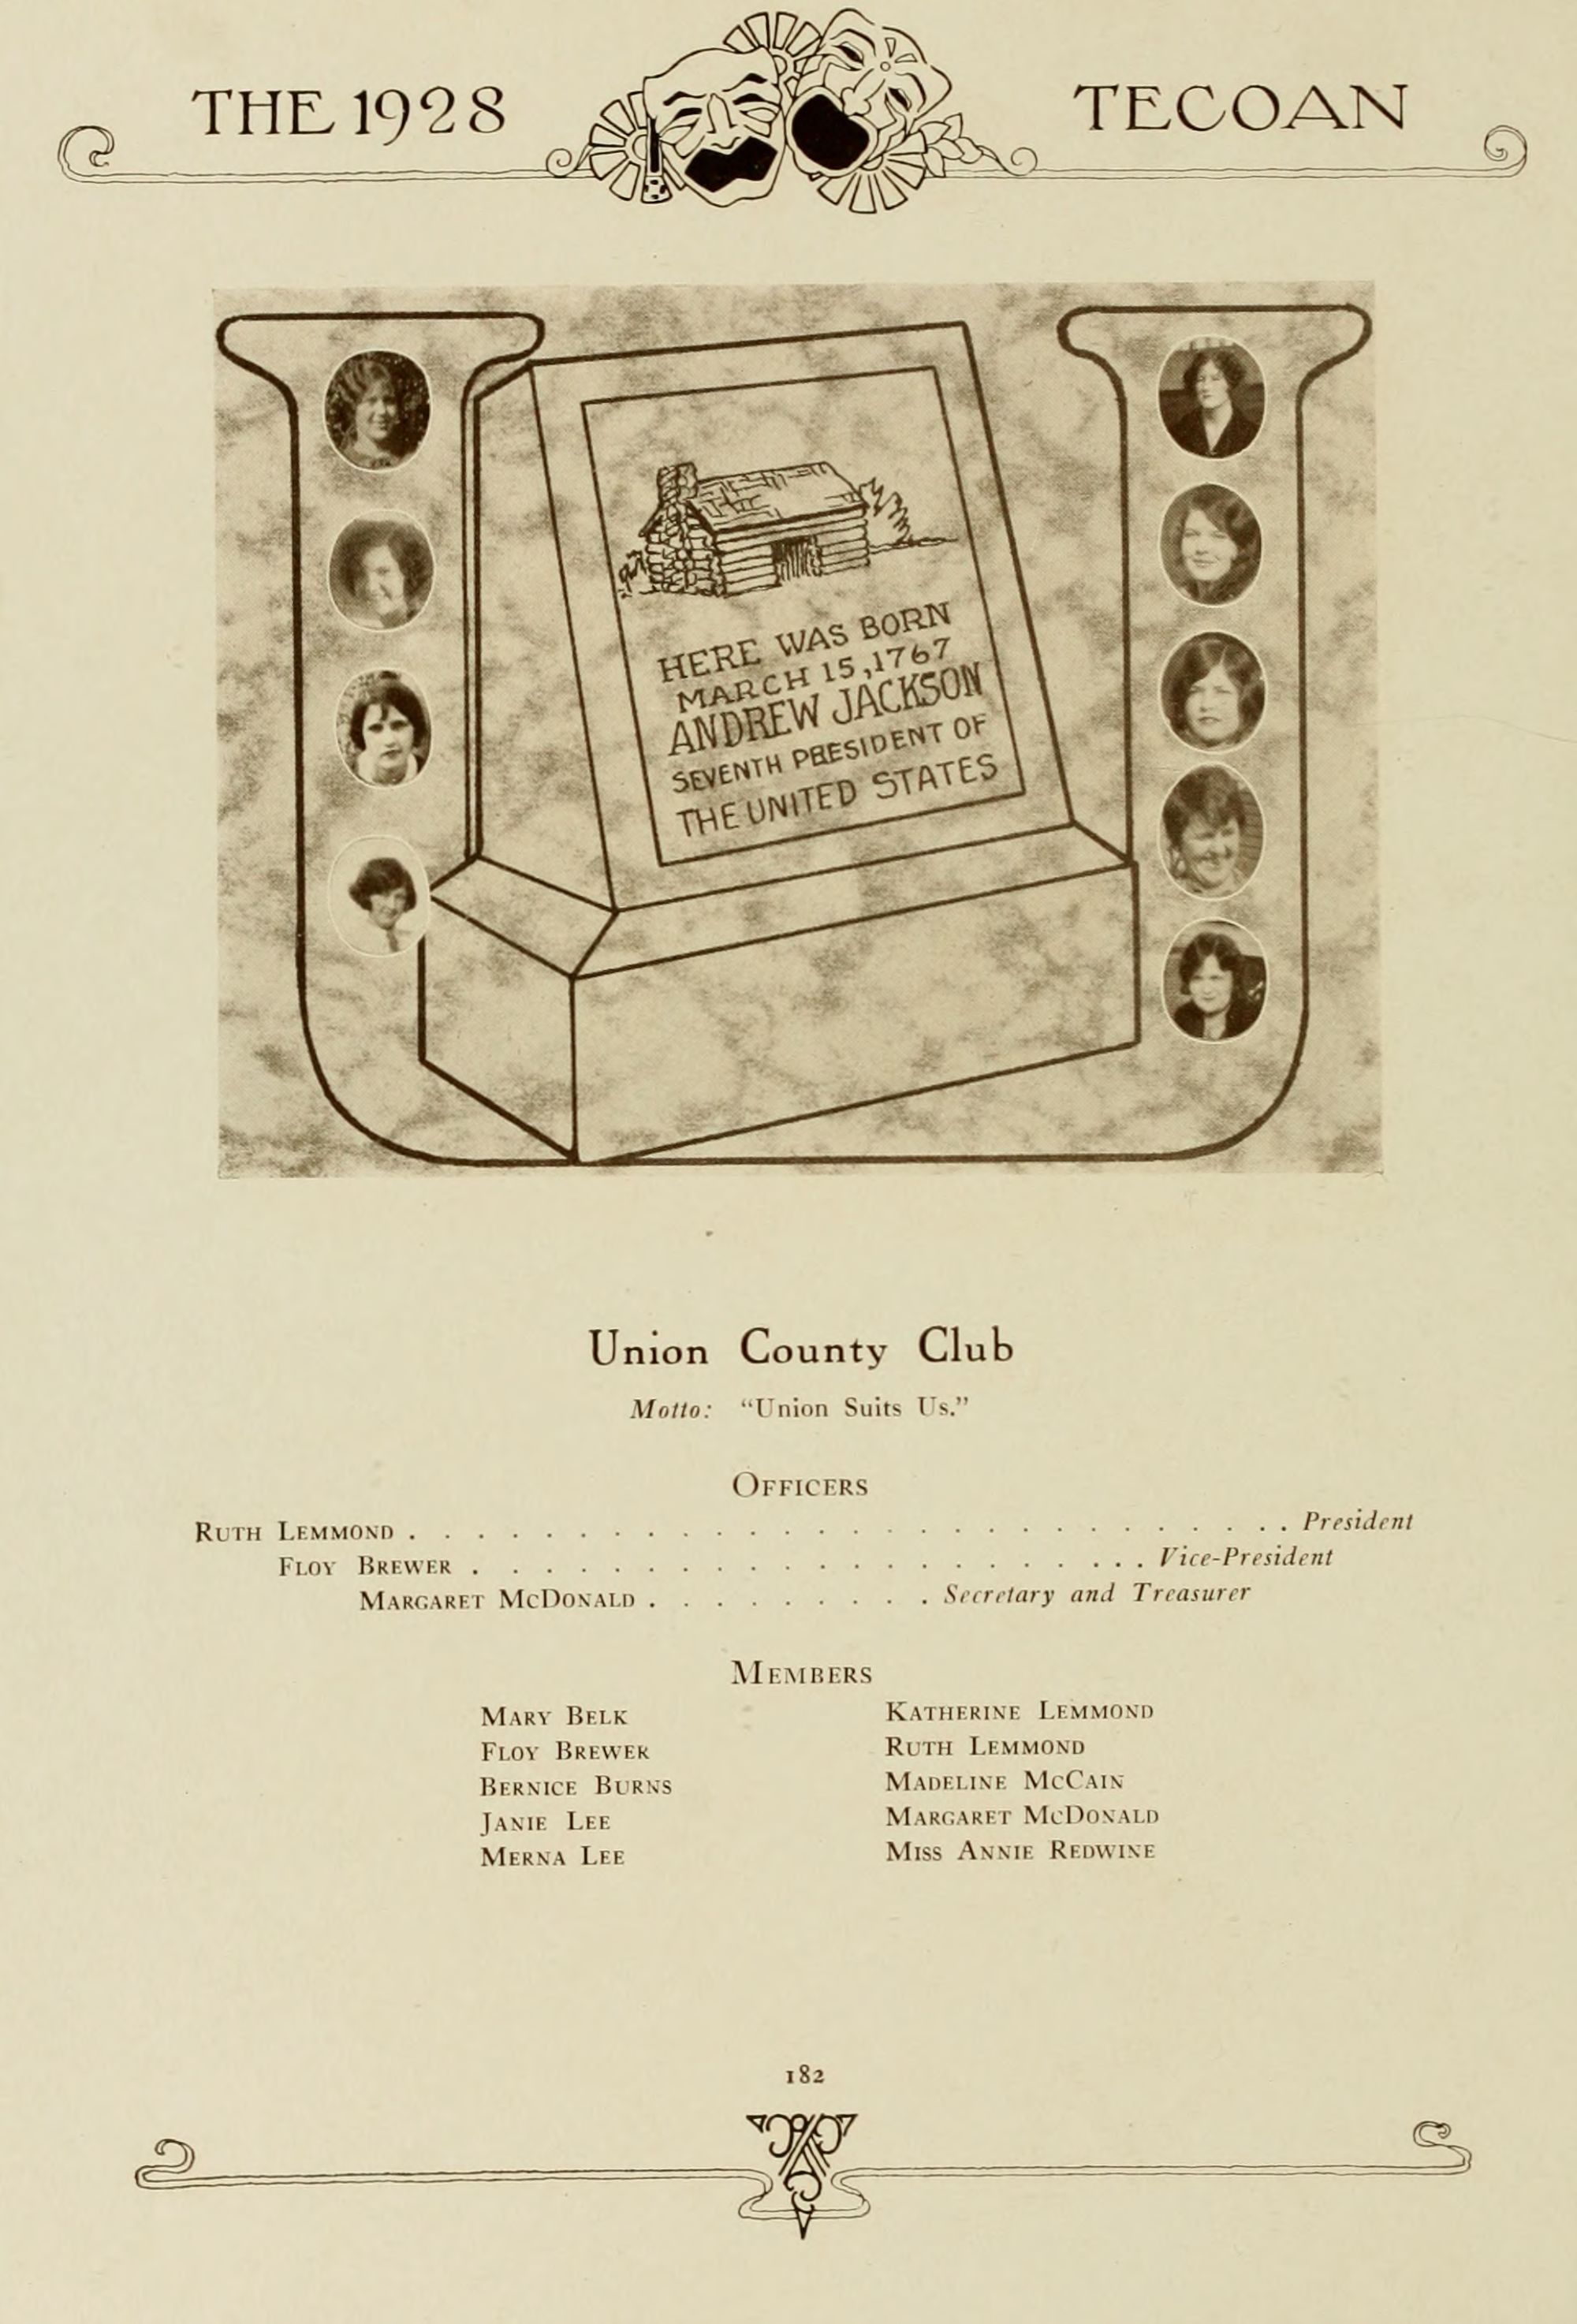 THE 1928 TECOAN
HERE WAS BORN
MARCH 15, 1767
ANDREW JACKSON
SEVENTH PRESIDENT OF
THE UNITED STATES
Union County Club
Motto: "Union Suits Us."
OFFICERS
RUTH LEMMOND . . . . . . . . . . . . . . . . . . . . . . . . . . . . President
FLOY BREWER . . . . . . . . . . . . . . . . . . . . . . Vice-President
MARGARET MCDONALD . . . . . . . . . Secretary and Treasurer
MEMBERS
MARY BELK
FLOY BREWER
BERNICE BURNS
JANIE LEE
MERNA LEE
KATHERINE LEMMOND
RUTH LEMMOND
MADELINE MCCAIN
MARGARET MCDONALD
MISS ANNIE REDWINE
182